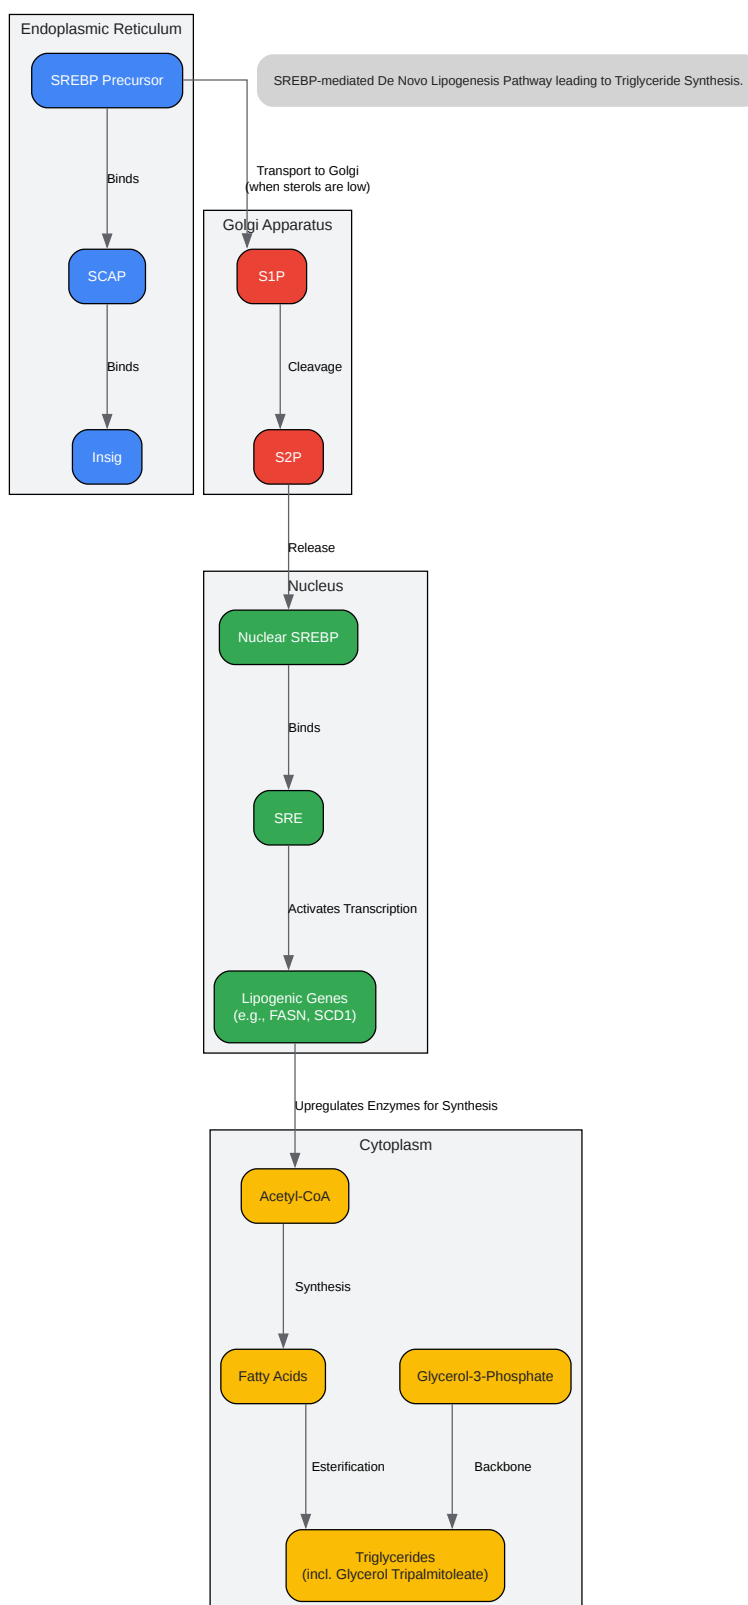 Endoplasmic Reticulum
SREBP Precursor
SREBP-mediated De Novo Lipogenesis Pathway leading to Triglyceride Synthesis.
Transport to Golgi
(when sterols are low)
Binds
Golgi Apparatus
SCAP
S1P
Binds
Cleavage
Insig
S2P
Release
Nucleus
Nuclear SREBP
Binds
SRE
Activates Transcription
Lipogenic Genes
(e.g., FASN, SCD1)
Upregulates Enzymes for Synthesis
Cytoplasm
Acetyl-CoA
Synthesis
Fatty Acids
Glycerol-3-Phosphate
Esterification
Backbone
Triglycerides
(incl. Glycerol Tripalmitoleate)